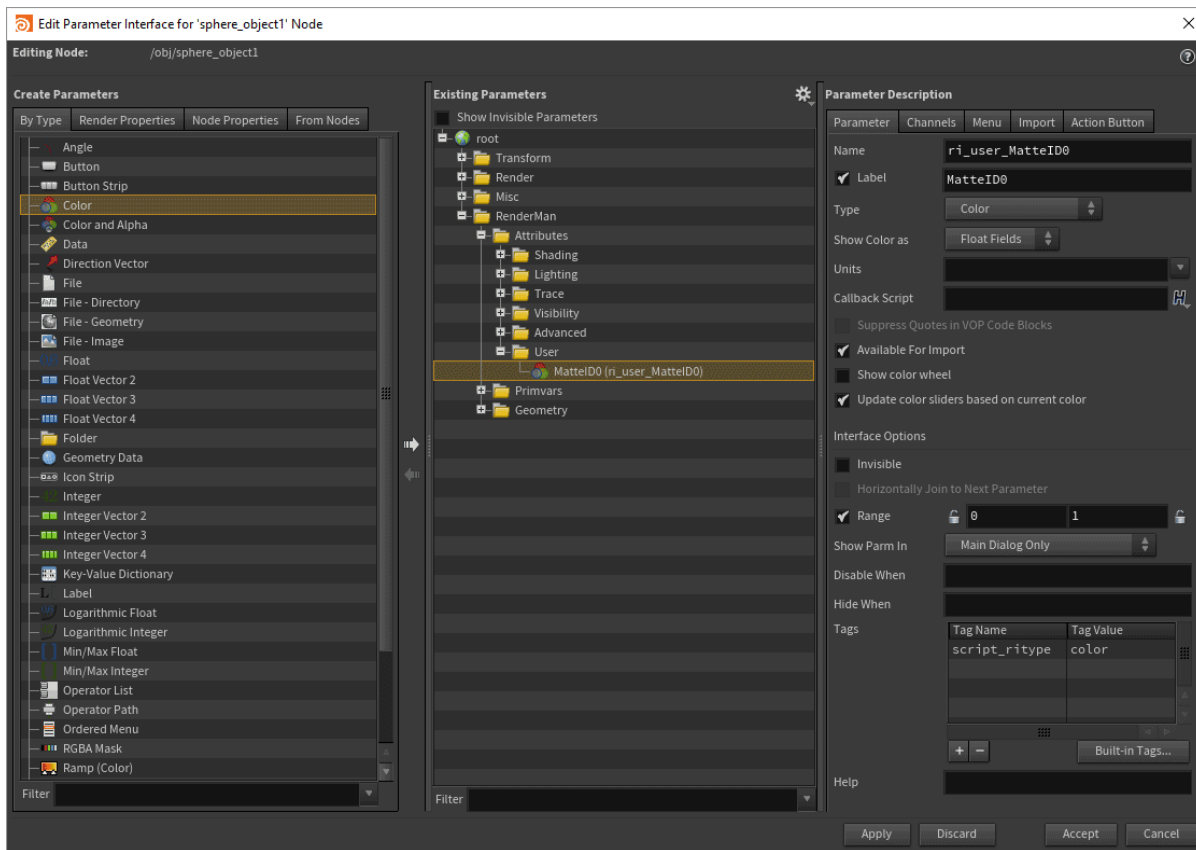 Edit Parameter Interface for 'sphere_object1' Node
Editing Node: /obj/sphere_object1
Create Parameters
By Type Render Properties Node Properties From Nodes
Angle
Button
Button Strip
Color
Color and Alpha
Data
Direction Vector
File
File - Directory
File - Geometry
File - Image
Float
Float Vector 2
Float Vector 3
Float Vector 4
Folder
Geometry Data
Icon Strip
Integer
Integer Vector 2
Integer Vector 3
Integer Vector 4
Key-Value Dictionary
Label
Logarithmic Float
Logarithmic Integer
Min/Max Float
Min/Max Integer
Operator List
Operator Path
Ordered Menu
RGBA Mask
Ramp (Color)
Filter
Existing Parameters
Show Invisible Parameters
root
Transform
Render
Misc
RenderMan
Attributes
Shading
Lighting
Trace
Visibility
Advanced
User
MatteID0 (ri_user_MatteID0)
Primvars
Geometry
Filter
Parameter Description
Parameter Channels Menu Import Action Button
Name ri_user_MatteID0
Label MatteID0
Type Color
Show Color as Float Fields
Units
Callback Script
Suppress Quotes in VOP Code Blocks
Available For Import
Show color wheel
Update color sliders based on current color
Interface Options
Invisible
Horizontally Join to Next Parameter
Range 0 1
Show Parm In Main Dialog Only
Disable When
Hide When
Tags Tag Name Tag Value
script_ritype color
+ - Built-in Tags...
Help
Apply Discard Accept Cancel